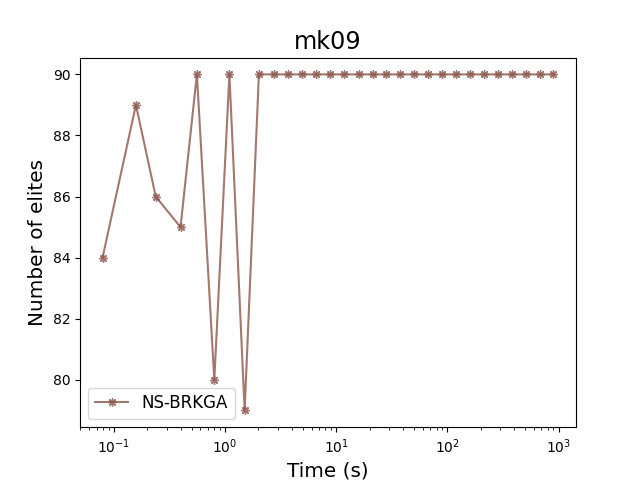 mk09
Number of elites
90
88
86
84
82
80
NS-BRKGA
10⁻¹ 10⁰ 10¹ 10² 10³
Time (s)